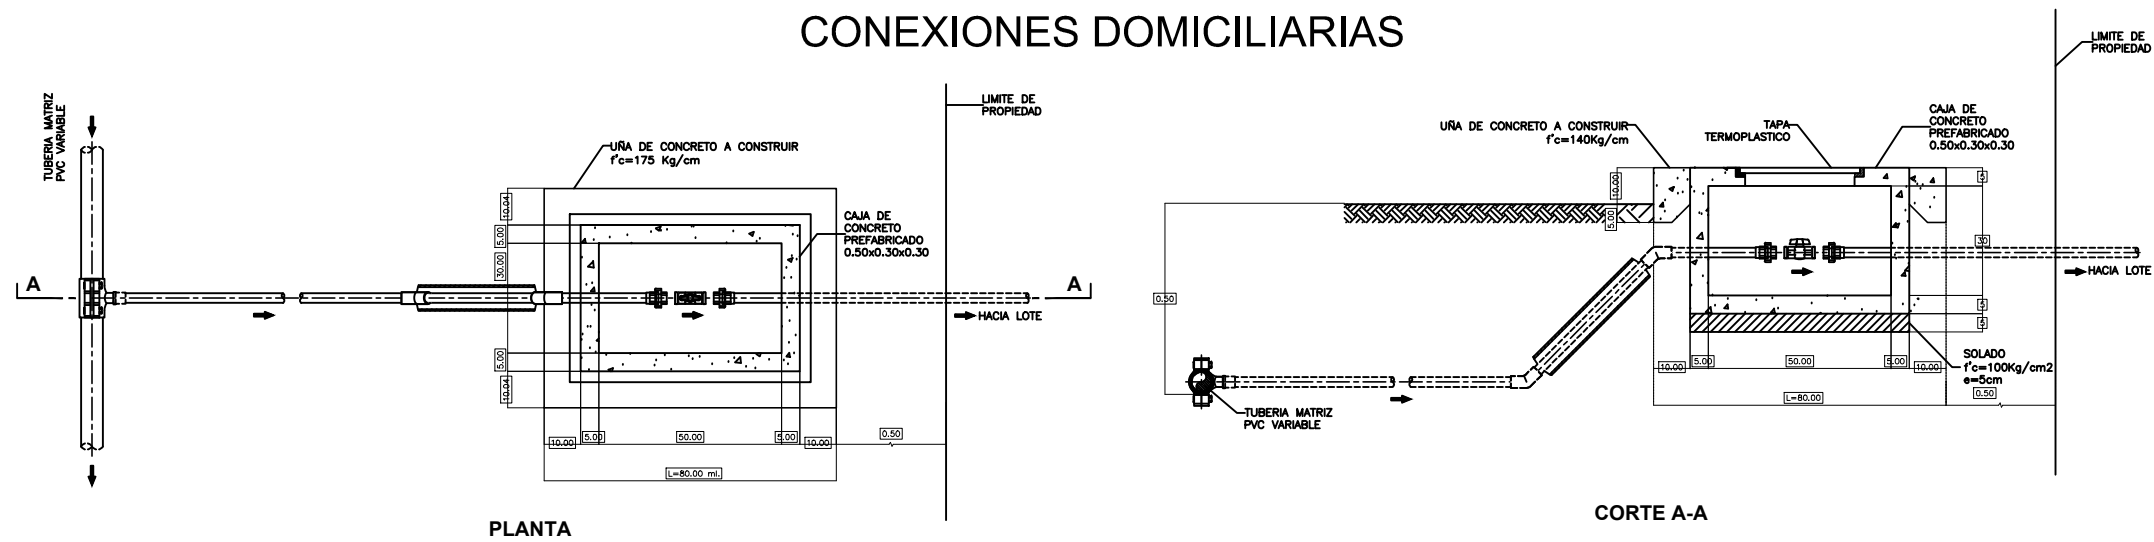 CONEXIONES DOMICILIARIAS
TUBERIA MATRIZ
PVC VARIABLE
UÑA DE CONCRETO A CONSTRUIR
f'c=175 Kg/cm
LIMITE DE
PROPIEDAD
CAJA DE
CONCRETO
PREFABRICADO
0.50x0.30x0.30
10.04
5.00
30.00
5.00
10.04
A
A
HACIA LOTE
10.00
5.00
50.00
5.00
10.00
0.50
L=80.00 ml.
PLANTA
LIMITE DE
PROPIEDAD
UÑA DE CONCRETO A CONSTRUIR
f'c=140Kg/cm
TAPA
TERMOPLASTICO
CAJA DE
CONCRETO
PREFABRICADO
0.50x0.30x0.30
10.00
5.00
0.50
5
30
5
5
HACIA LOTE
SOLADO
f'c=100Kg/cm2
e=5cm
10.00
5.00
50.00
5.00
10.00
L=80.00
0.50
TUBERIA MATRIZ
PVC VARIABLE
CORTE A-A